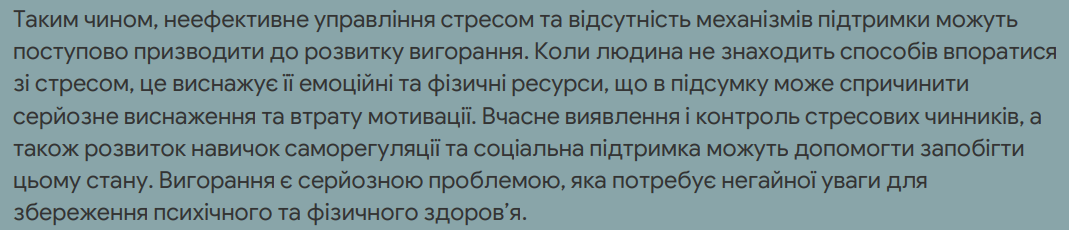 Таким чином, неефективне управління стресом та відсутність механізмів підтримки можуть
поступово призводити до розвитку вигорання. Коли людина не знаходить способів впоратися
зі стресом, це виснажує її емоційні та фізичні ресурси, що в підсумку може спричинити
серйозне виснаження та втрату мотивації. Вчасне виявлення і контроль стресових чинників, а
також розвиток навичок саморегуляції та соціальна підтримка можуть допомогти запобігти
цьому стану. Вигорання є серйозною проблемою, яка потребує негайної уваги для
збереження психічного та фізичного здоров’я.